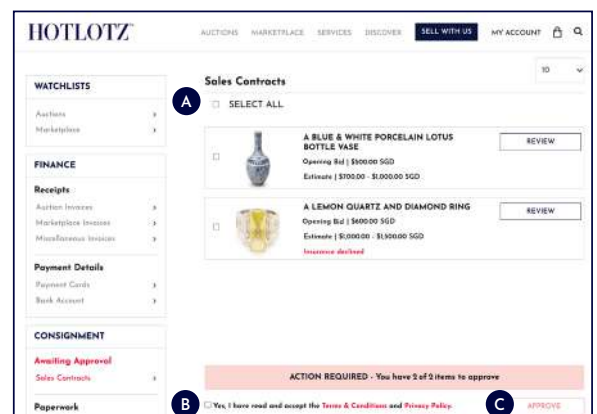 HOTLOTZ
AUCTIONS MARKETPLACE SERVICES DISCOVER SELL WITH US MY ACCOUNT
WATCHLISTS
Auctions
Marketplace
FINANCE
Receipts
Auction Invoices
Marketplace Invoices
Miscellaneous Invoices
Payment Details
Payment Cards
Bank Account
CONSIGNMENT
Awaiting Approval
Sales Contracts
Paperwork
10
Sales Contracts
A
SELECT ALL
A BLUE & WHITE PORCELAIN LOTUS
BOTTLE VASE
Opening Bid | $500.00 SGD
Estimate | $700.00 - $1,000.00 SGD
REVIEW
A LEMON QUARTZ AND DIAMOND RING
Opening Bid | $600.00 SGD
Estimate | $1,000.00 - $1,500.00 SGD
Insurance declined
REVIEW
ACTION REQUIRED - You have 2 of 2 items to approve
B
Yes, I have read and accept the Terms & Conditions and Privacy Policy.
C
APPROVE